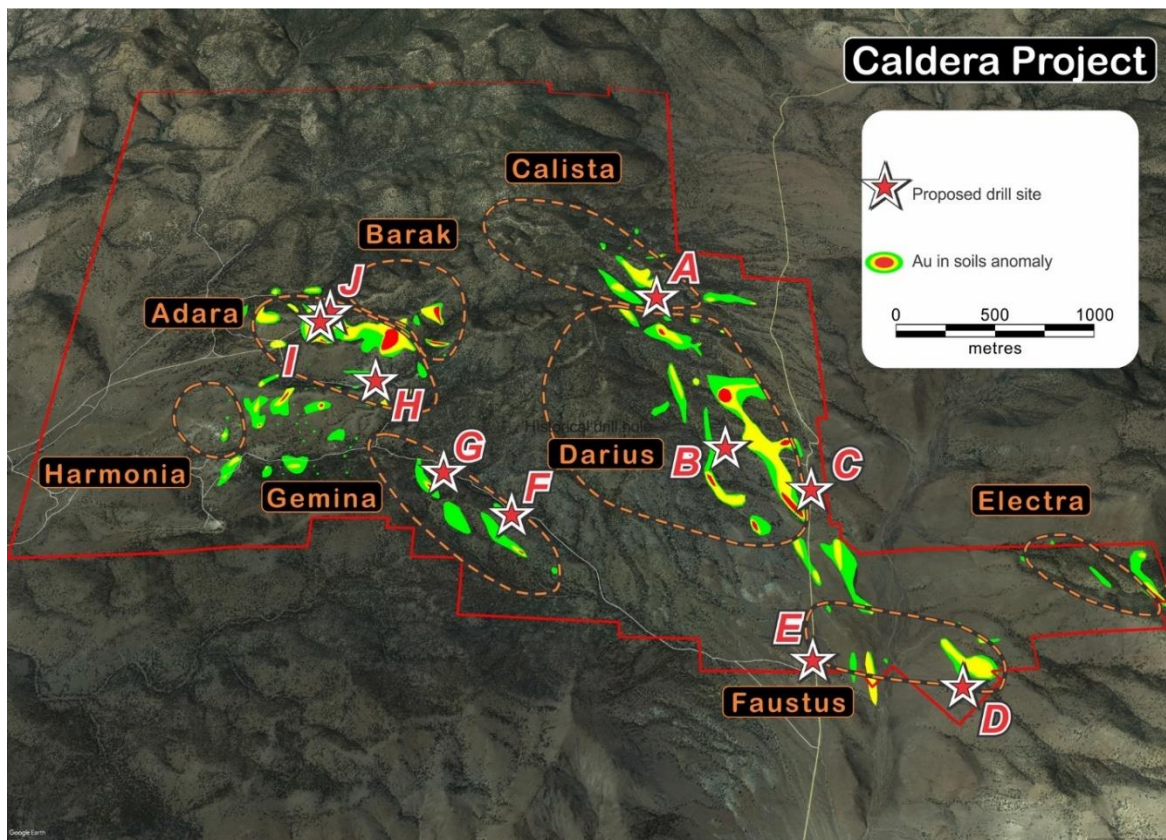 Caldera Project
Proposed drill site
Au in soils anomaly
0 500 1000
metres
Calista
Barak
A
J
Adara
I
H
Historical drill hole
Darius
B
G
C
F
Harmonia
Gemina
Electra
E
Faustus
D
Google Earth